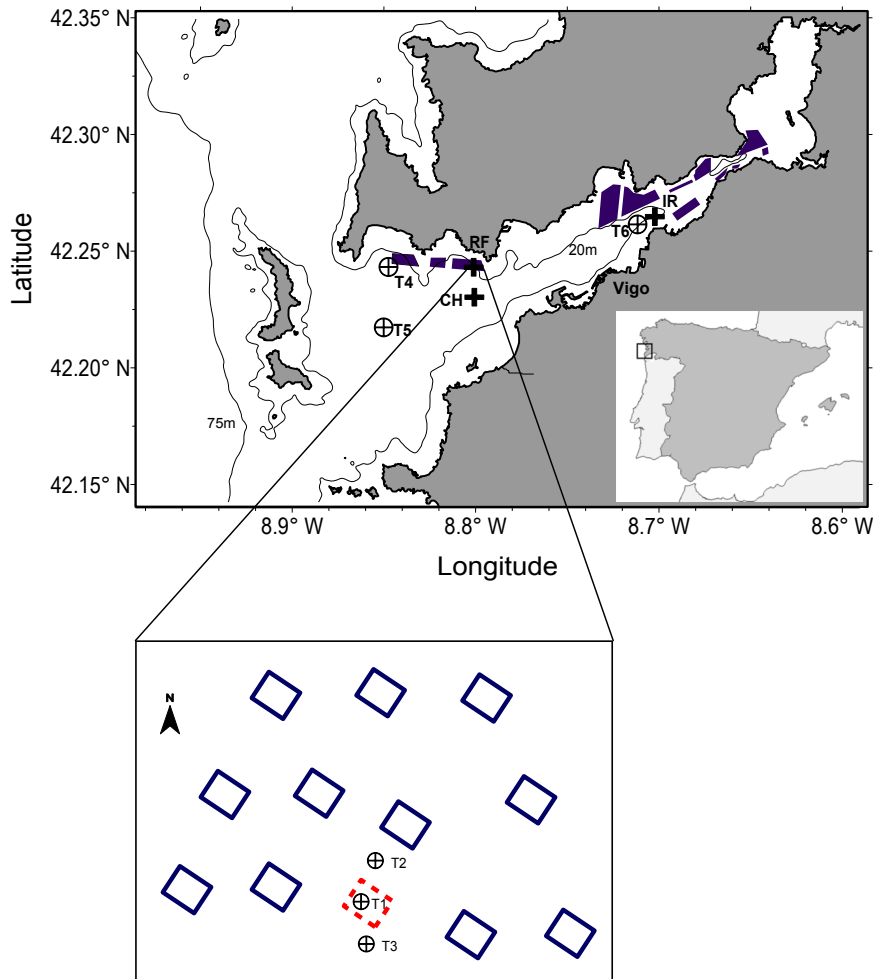 42.35° N
42.30° N
42.25° N
42.20° N
42.15° N
Latitude
IR
T6
RF
20m
T4
CH
Vigo
T5
75m
8.9° W
8.8° W
8.7° W
8.6° W
Longitude
N
T2
T1
T3